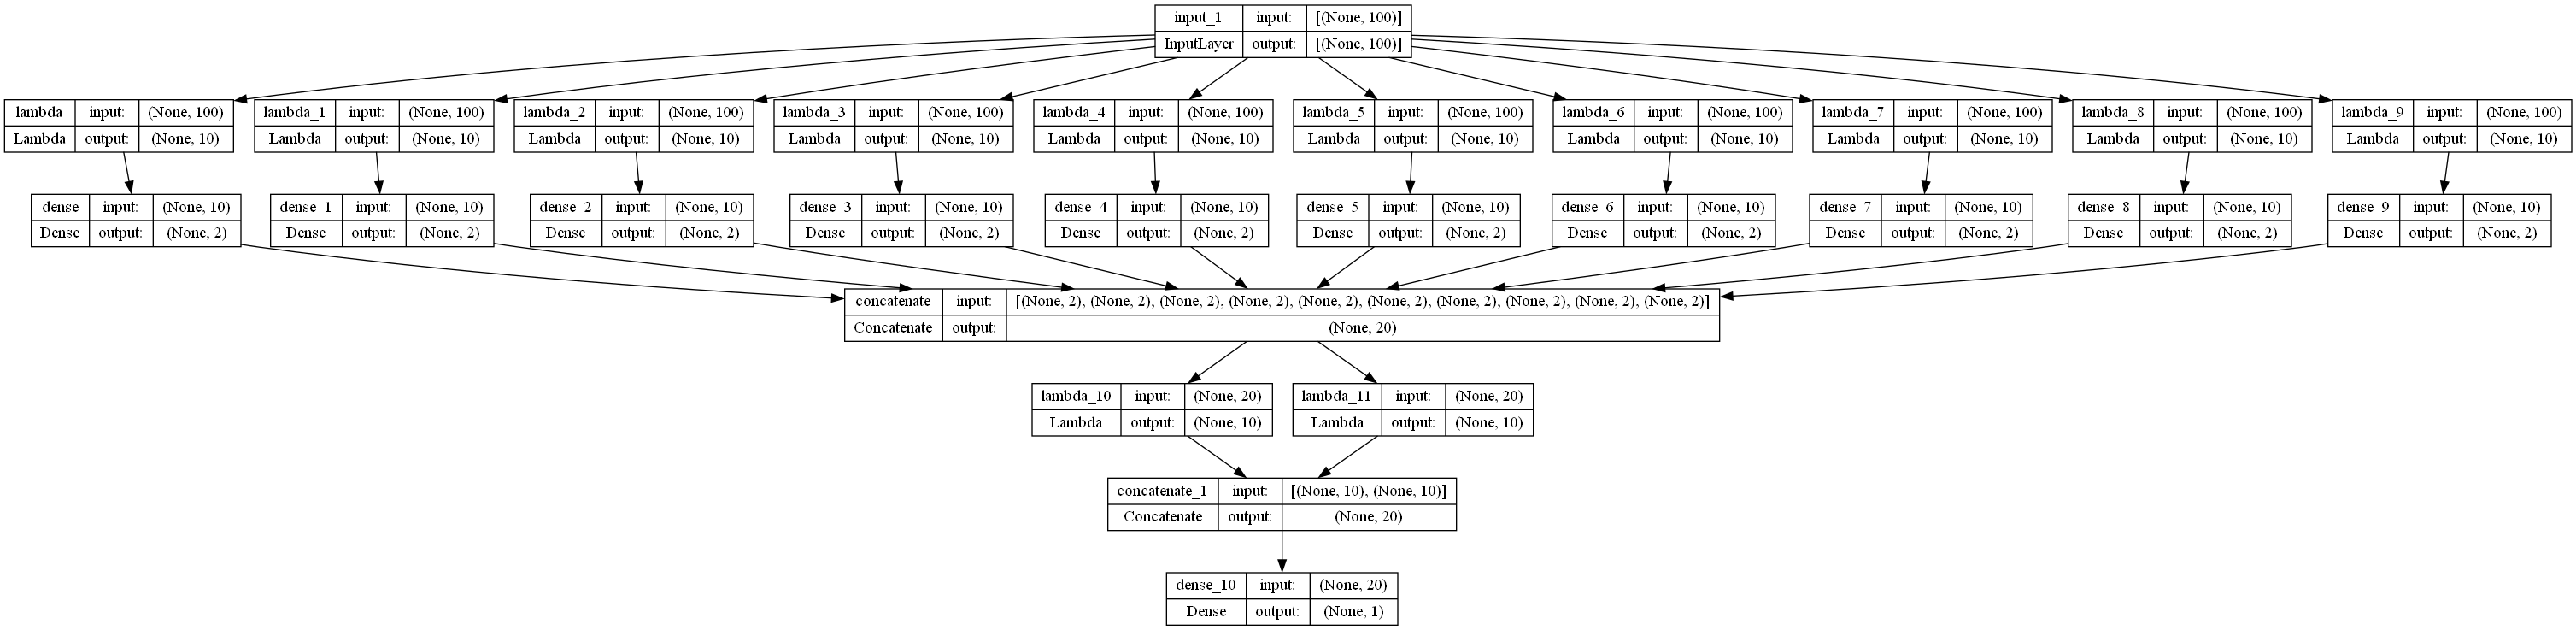 input_1 input: [(None, 100)]
InputLayer output: [(None, 100)]
lambda input: (None, 100)
Lambda output: (None, 10)
lambda_1 input: (None, 100)
Lambda output: (None, 10)
lambda_2 input: (None, 100)
Lambda output: (None, 10)
lambda_3 input: (None, 100)
Lambda output: (None, 10)
lambda_4 input: (None, 100)
Lambda output: (None, 10)
lambda_5 input: (None, 100)
Lambda output: (None, 10)
lambda_6 input: (None, 100)
Lambda output: (None, 10)
lambda_7 input: (None, 100)
Lambda output: (None, 10)
lambda_8 input: (None, 100)
Lambda output: (None, 10)
lambda_9 input: (None, 100)
Lambda output: (None, 10)
dense input: (None, 10)
Dense output: (None, 2)
dense_1 input: (None, 10)
Dense output: (None, 2)
dense_2 input: (None, 10)
Dense output: (None, 2)
dense_3 input: (None, 10)
Dense output: (None, 2)
dense_4 input: (None, 10)
Dense output: (None, 2)
dense_5 input: (None, 10)
Dense output: (None, 2)
dense_6 input: (None, 10)
Dense output: (None, 2)
dense_7 input: (None, 10)
Dense output: (None, 2)
dense_8 input: (None, 10)
Dense output: (None, 2)
dense_9 input: (None, 10)
Dense output: (None, 2)
concatenate input: [(None, 2), (None, 2), (None, 2), (None, 2), (None, 2), (None, 2), (None, 2), (None, 2), (None, 2), (None, 2)]
Concatenate output: (None, 20)
lambda_10 input: (None, 20)
Lambda output: (None, 10)
lambda_11 input: (None, 20)
Lambda output: (None, 10)
concatenate_1 input: [(None, 10), (None, 10)]
Concatenate output: (None, 20)
dense_10 input: (None, 20)
Dense output: (None, 1)